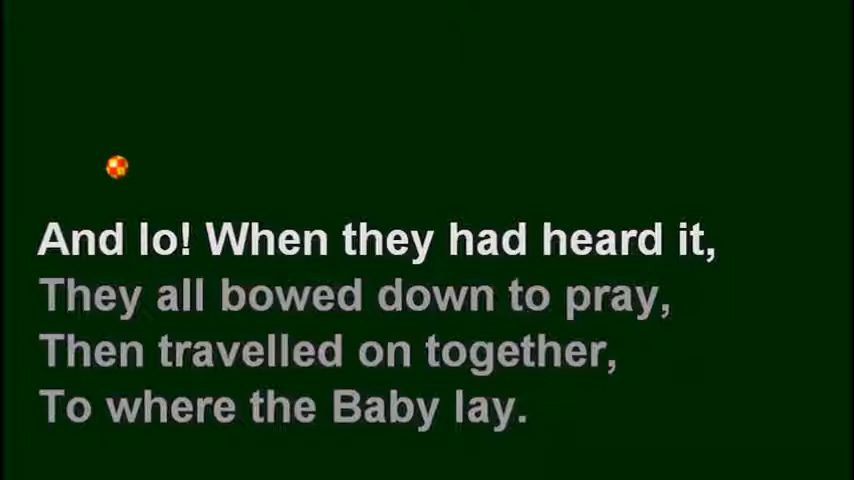 And lo! When they had heard it,
They all bowed down to pray,
Then travelled on together,
To where the Baby lay.